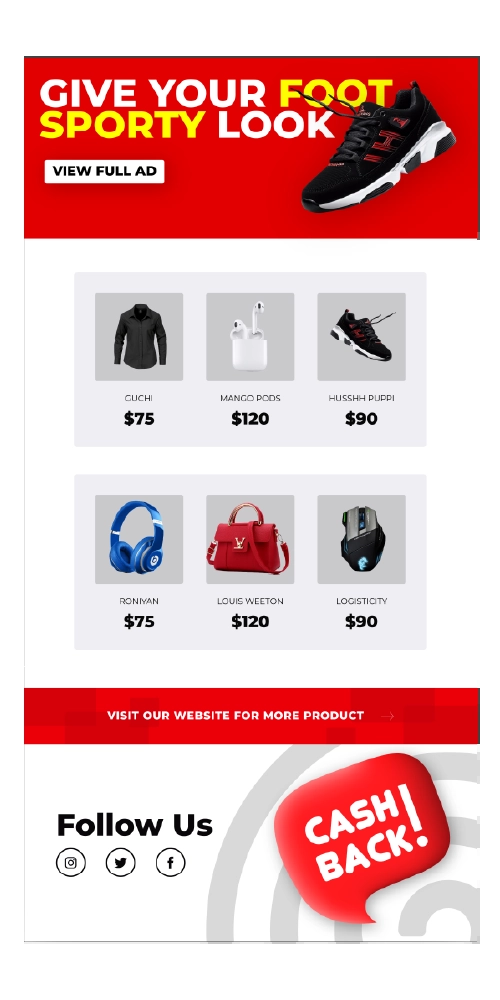 GIVE YOUR FOOT
SPORTY LOOK
VIEW FULL AD
GUCHI
MANGO PODS
HUSSHH PUPPI
$75
$120
$90
RONIYAN
LOUIS WEETON
LOGISTICITY
$75
$120
$90
VISIT OUR WEBSITE FOR MORE PRODUCT
Follow Us
CASH
BACK!